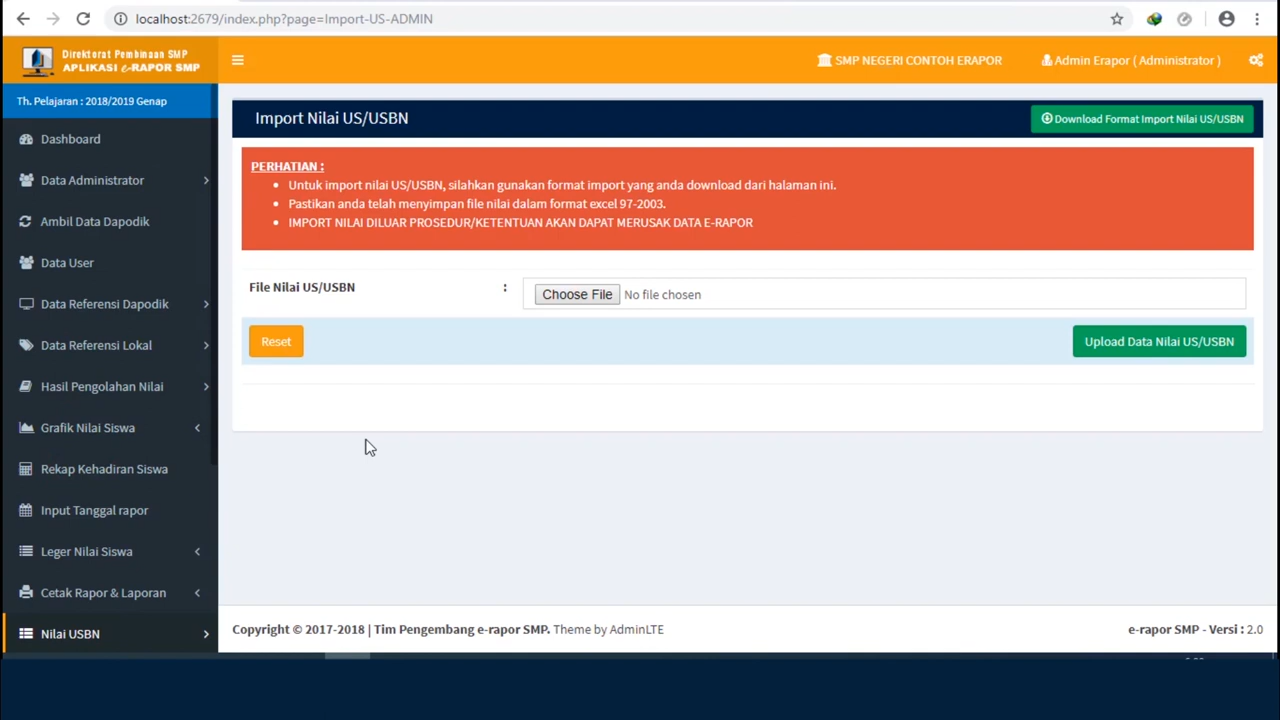 localhost:2679/index.php?page=Import-US-ADMIN
Direktorat Pembinaan SMP
APLIKASI e-RAPOR SMP
SMP NEGERI CONTOH ERAPOR
Admin Erapor ( Administrator )
Th. Pelajaran : 2018/2019 Genap
Dashboard
Data Administrator
Ambil Data Dapodik
Data User
Data Referensi Dapodik
Data Referensi Lokal
Hasil Pengolahan Nilai
Grafik Nilai Siswa
Rekap Kehadiran Siswa
Input Tanggal rapor
Leger Nilai Siswa
Cetak Rapor & Laporan
Nilai USBN
Import Nilai US/USBN
Download Format Import Nilai US/USBN
PERHATIAN :
Untuk import nilai US/USBN, silahkan gunakan format import yang anda download dari halaman ini.
Pastikan anda telah menyimpan file nilai dalam format excel 97-2003.
IMPORT NILAI DILUAR PROSEDUR/KETENTUAN AKAN DAPAT MERUSAK DATA E-RAPOR
File Nilai US/USBN : Choose File No file chosen
Reset Upload Data Nilai US/USBN
Copyright © 2017-2018 | Tim Pengembang e-rapor SMP. Theme by AdminLTE
e-rapor SMP - Versi : 2.0